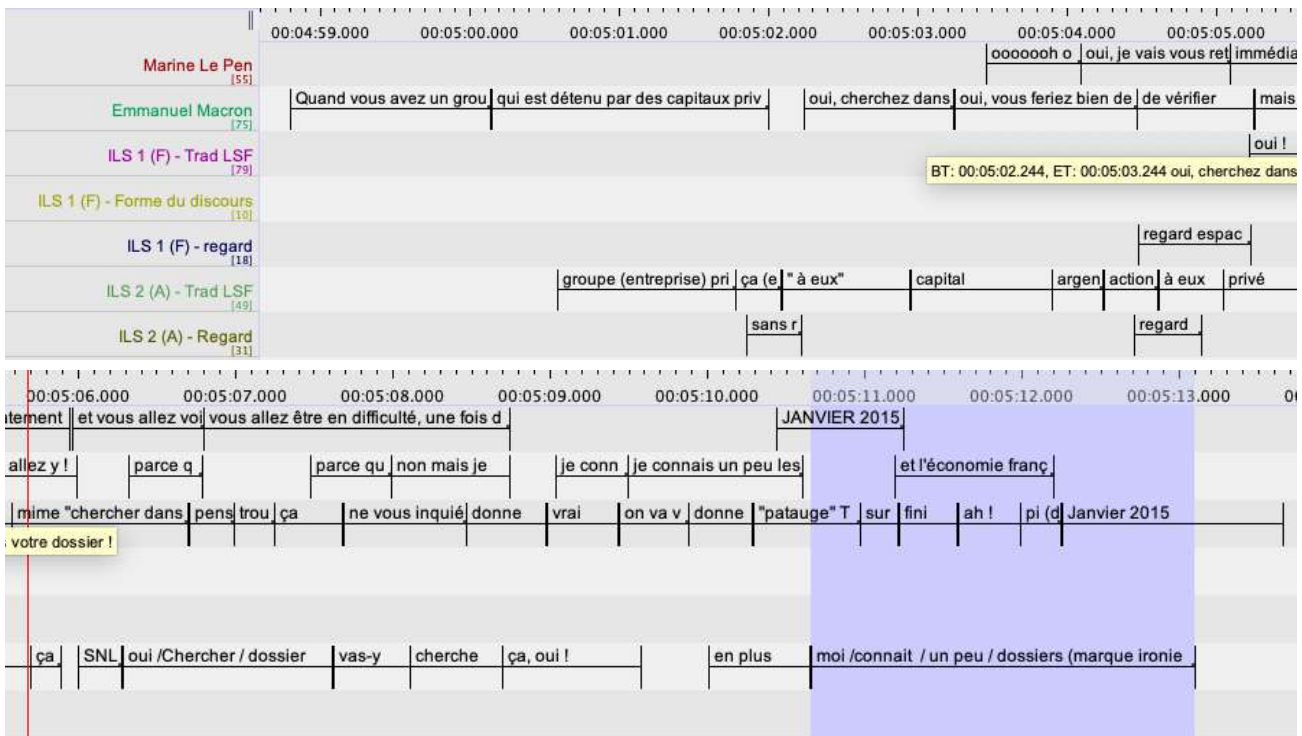 00:04:59.000 00:05:00.000 00:05:01.000 00:05:02.000 00:05:03.000 00:05:04.000 00:05:05.000
Marine Le Pen [55] ooooooh o oui, je vais vous ret immédia
Emmanuel Macron [75] Quand vous avez un grou qui est détenu par des capitaux priv oui, cherchez dans oui, vous feriez bien de de vérifier mais
ILS 1 (F) - Trad LSF [79] oui !
BT: 00:05:02.244, ET: 00:05:03.244 oui, cherchez dans
ILS 1 (F) - Forme du discours [10]
ILS 1 (F) - regard [18] regard espac
ILS 2 (A) - Trad LSF [49] groupe (entreprise) pri ça (e " à eux" capital argen action à eux privé
ILS 2 (A) - Regard [31] sans r regard
00:05:06.000 00:05:07.000 00:05:08.000 00:05:09.000 00:05:10.000 00:05:11.000 00:05:12.000 00:05:13.000 0
tement et vous allez voi vous allez être en difficulté, une fois d JANVIER 2015
allez y ! parce q parce qu non mais je je conn je connais un peu les et l'économie franç
mime "chercher dans pens trou ça ne vous inquié donne vrai on va v donne "patauge" T sur fini ah ! pi (d Janvier 2015
votre dossier !
ça SNL oui /Chercher / dossier vas-y cherche ça, oui ! en plus moi /connait / un peu / dossiers (marque ironie